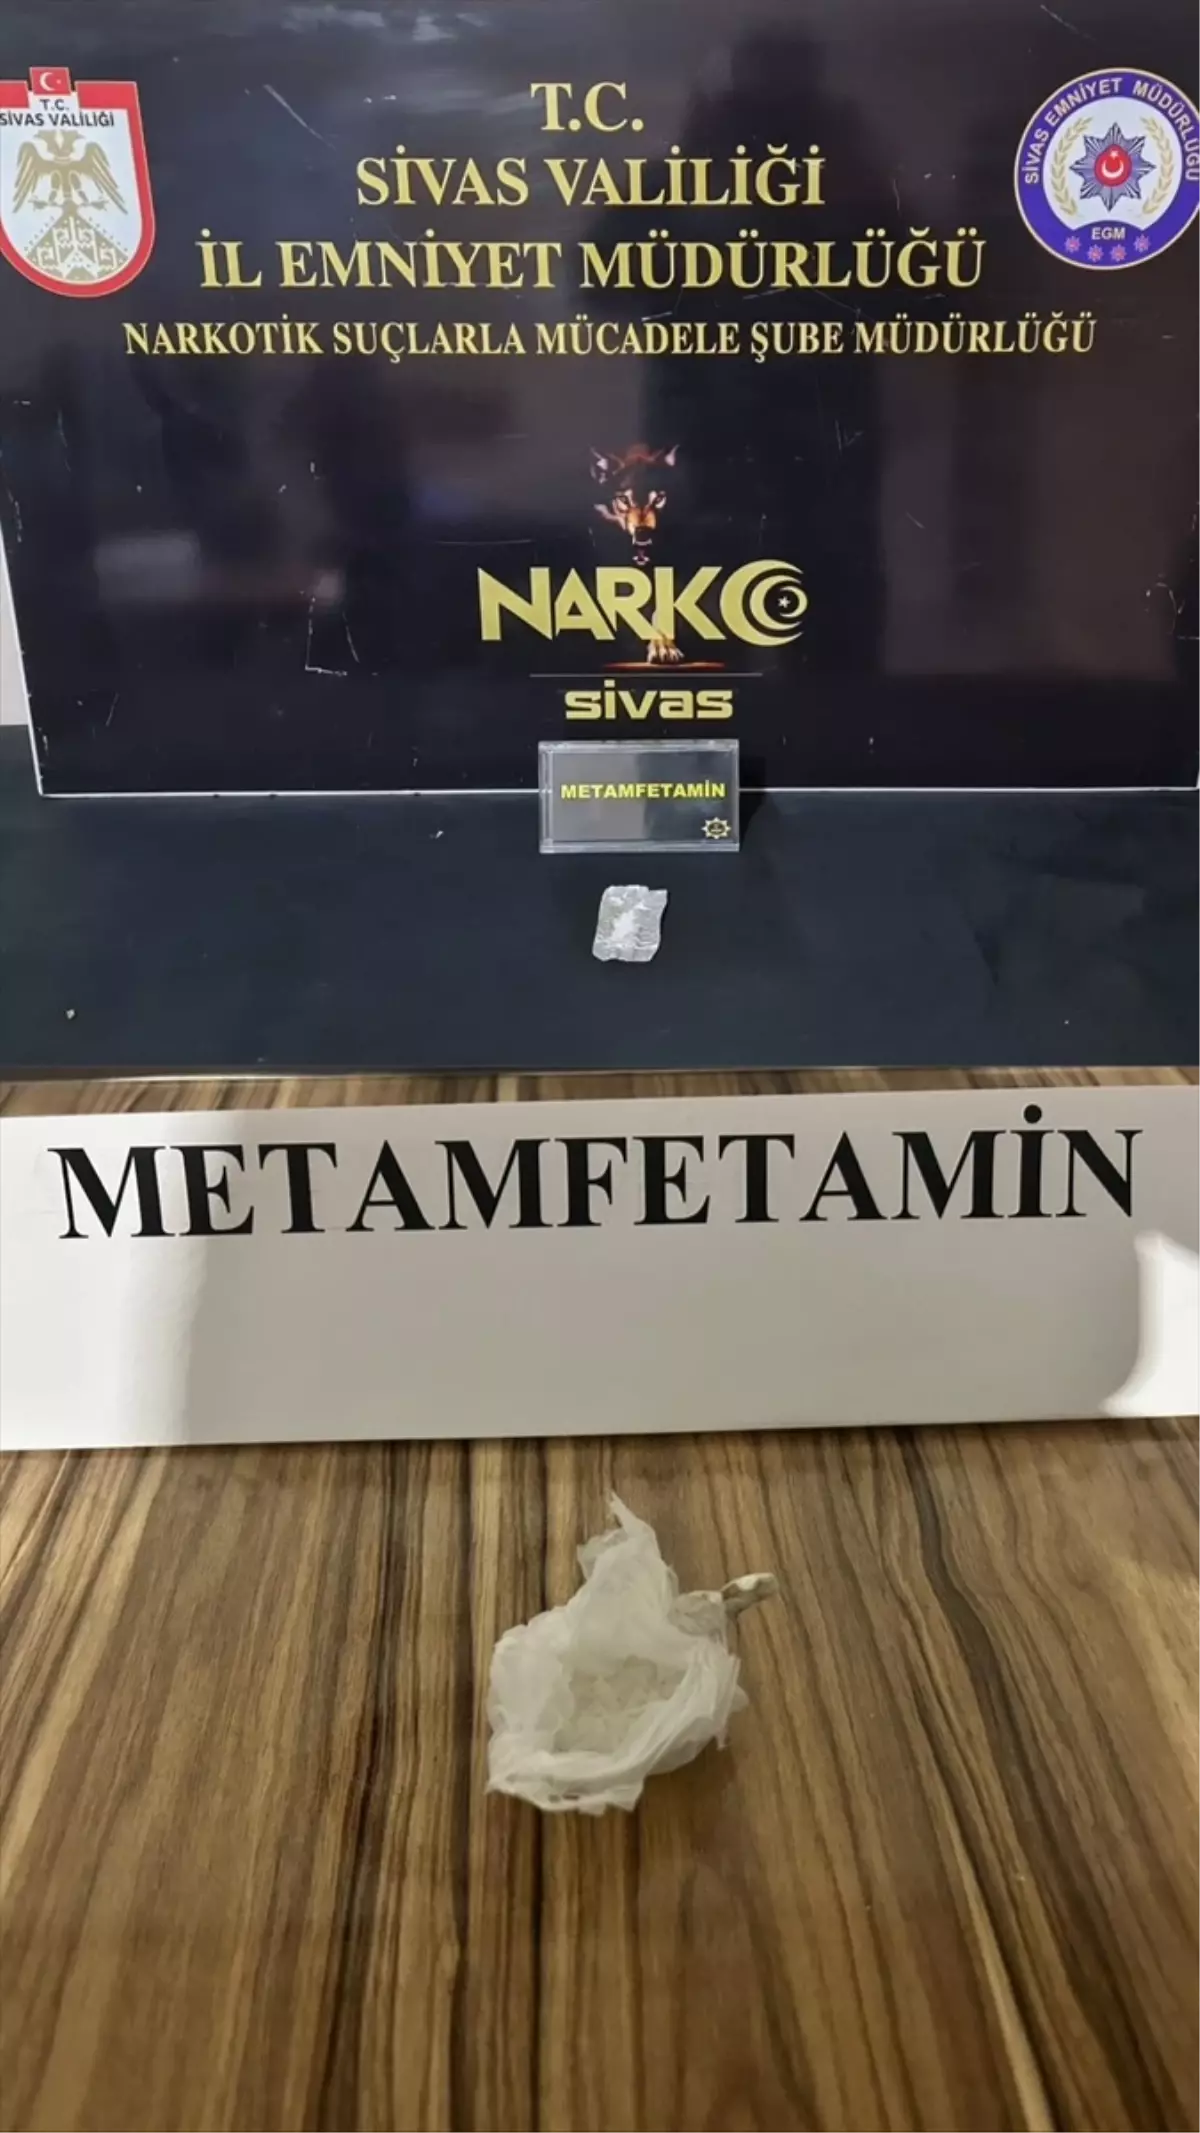 T.C.
SİVAS VALİLİĞİ
T.C.
SİVAS VALİLİĞİ
İL EMNİYET MÜDÜRLÜĞÜ
NARKOTİK SUÇLARLA MÜCADELE ŞUBE MÜDÜRLÜĞÜ
SİVAS EMNİYET MÜDÜRLÜĞÜ
EGM
NARKO
sivas
METAMFETAMİN
METAMFETAMİN